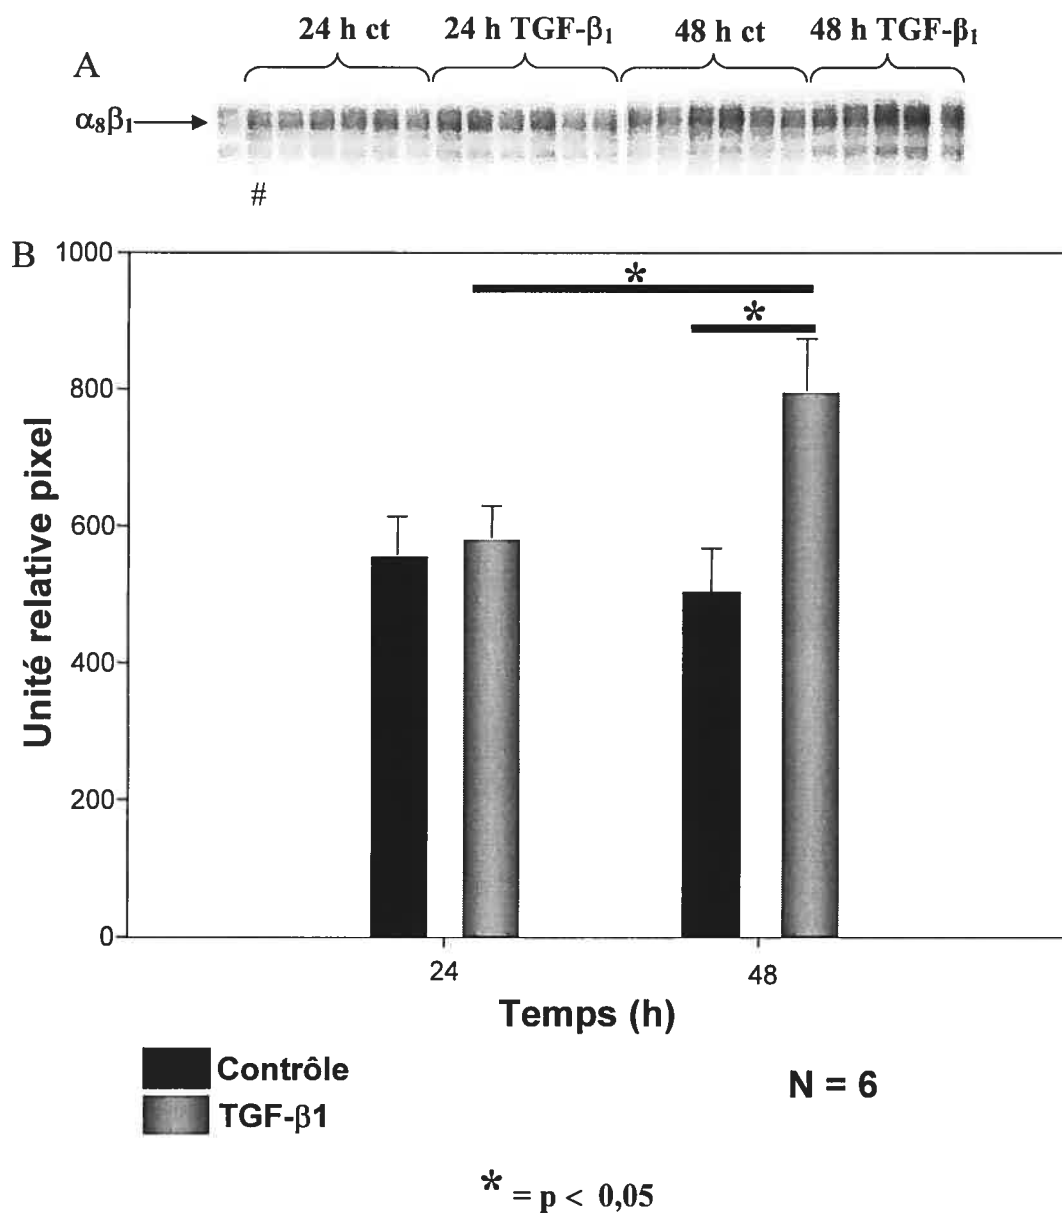 24 h ct 24 h TGF-β₁ 48 h ct 48 h TGF-β₁
A
α₈β₁
#
B
1000
*
*
800
600
400
200
0
Unité relative pixel
24 48
Temps (h)
Contrôle
N = 6
TGF-β1
* = p < 0,05